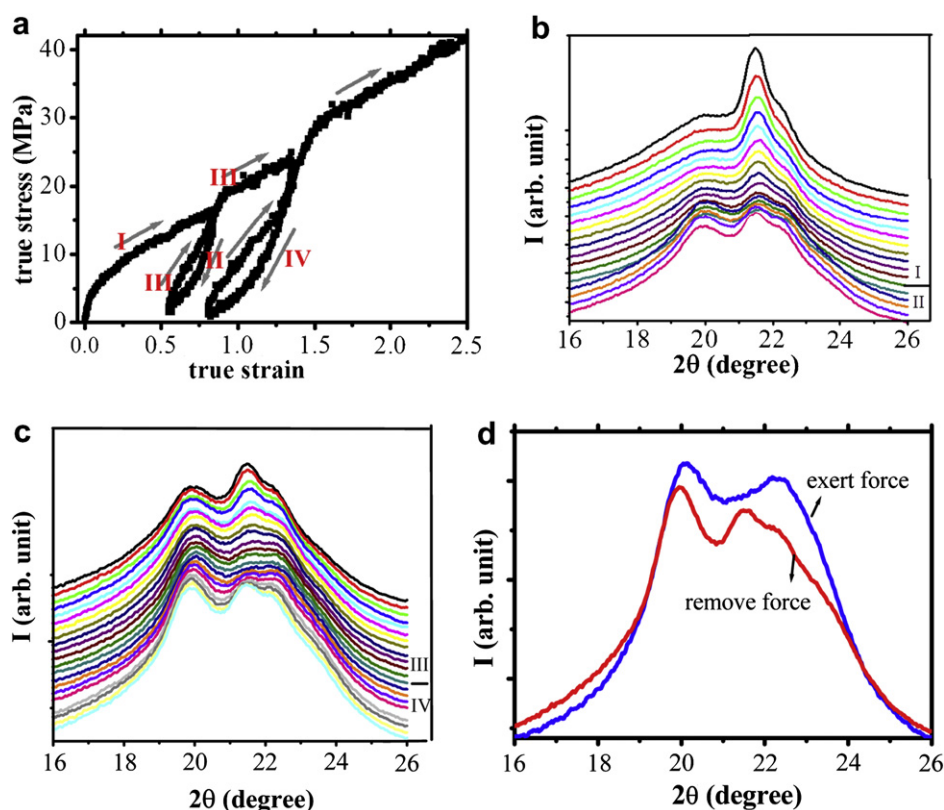 a
true stress (MPa)
40
30
20
10
0
I
III
III
II
IV
0.0 0.5 1.0 1.5 2.0 2.5
true strain
b
I (arb. unit)
I
II
16 18 20 22 24 26
2θ (degree)
c
I (arb. unit)
III
IV
16 18 20 22 24 26
2θ (degree)
d
I (arb. unit)
exert force
remove force
16 18 20 22 24 26
2θ (degree)